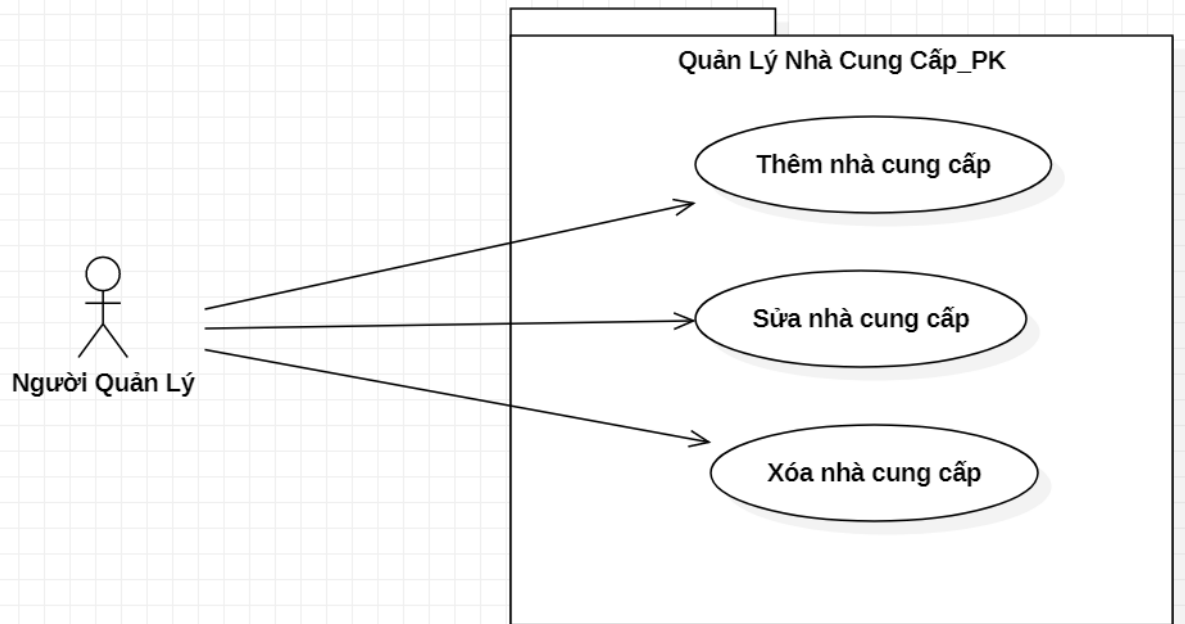 Quản Lý Nhà Cung Cấp_PK
Thêm nhà cung cấp
Sửa nhà cung cấp
Người Quản Lý
Xóa nhà cung cấp